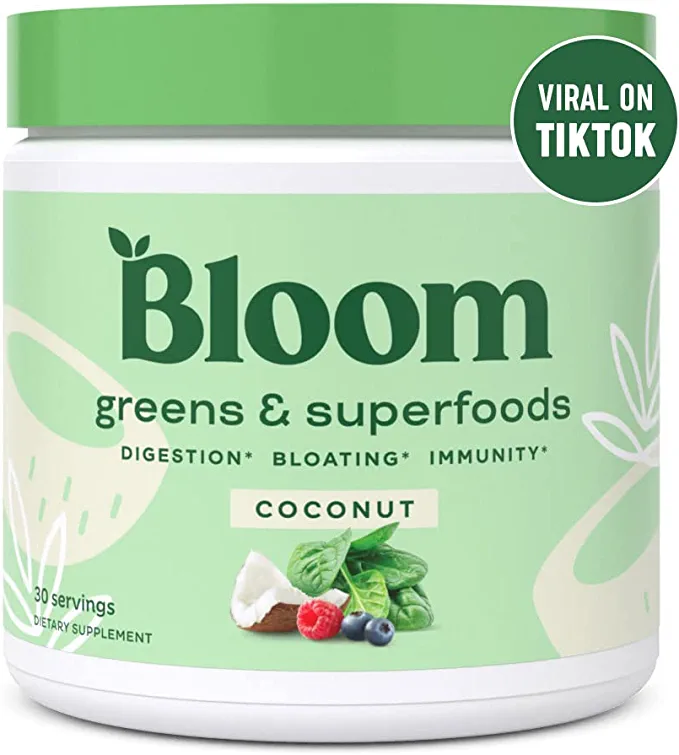 VIRAL ON
TIKTOK
Bloom
greens & superfoods
DIGESTION* BLOATING* IMMUNITY*
COCONUT
30 servings
DIETARY SUPPLEMENT